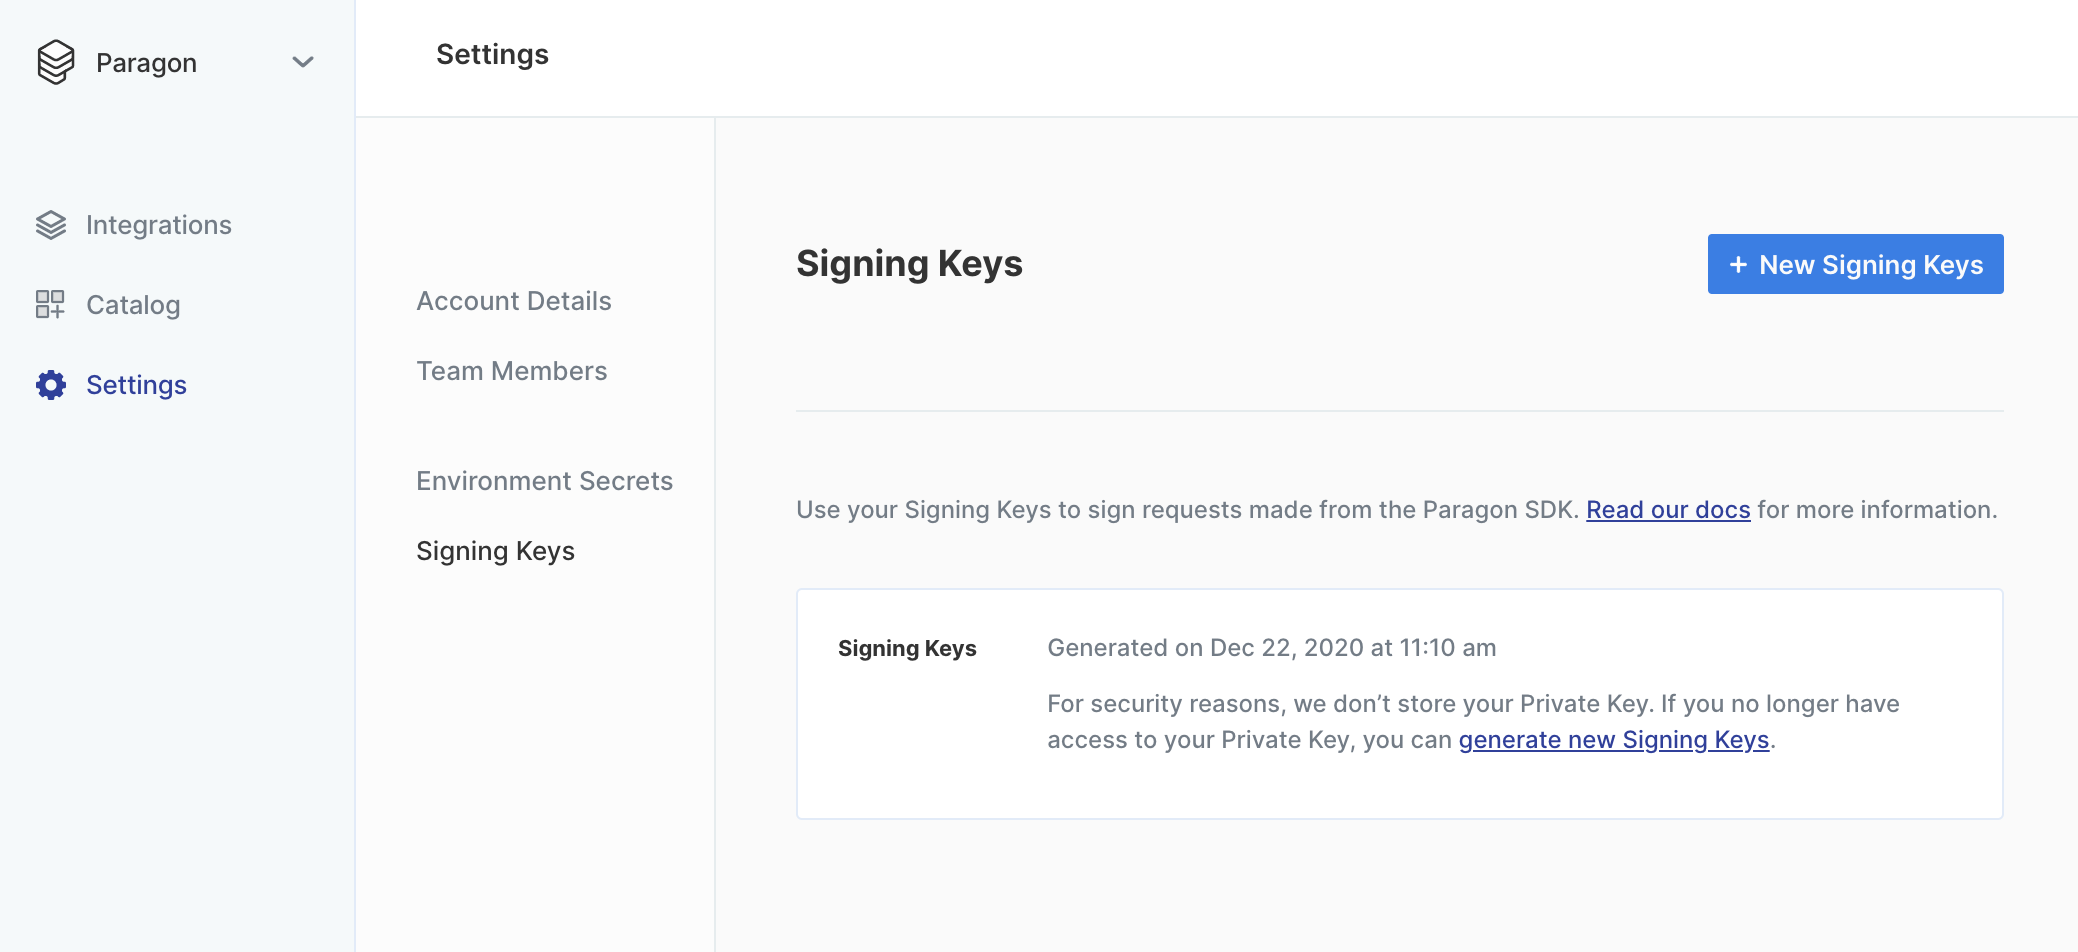 Paragon
Integrations
Catalog
Settings
Settings
Account Details
Team Members
Environment Secrets
Signing Keys
Signing Keys
+ New Signing Keys
Use your Signing Keys to sign requests made from the Paragon SDK. Read our docs for more information.
Signing Keys
Generated on Dec 22, 2020 at 11:10 am
For security reasons, we don’t store your Private Key. If you no longer have
access to your Private Key, you can generate new Signing Keys.